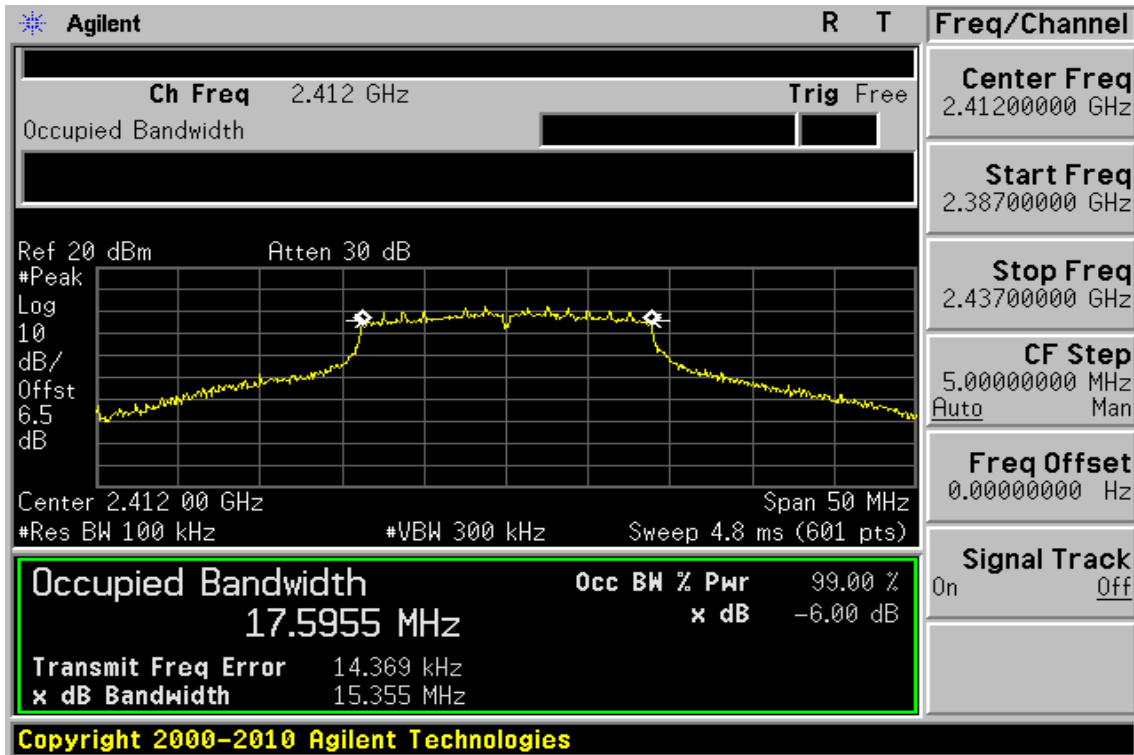 Agilent R T Freq/Channel
Ch Freq 2.412 GHz Trig Free
Occupied Bandwidth
Center Freq
2.41200000 GHz
Start Freq
2.38700000 GHz
Stop Freq
2.43700000 GHz
CF Step
5.00000000 MHz
Auto Man
Freq Offset
0.00000000 Hz
Signal Track
On Off
Ref 20 dBm Atten 30 dB
#Peak
Log
10
dB/
Offst
6.5
dB
Center 2.412 00 GHz Span 50 MHz
#Res BW 100 kHz #VBW 300 kHz Sweep 4.8 ms (601 pts)
Occupied Bandwidth
17.5955 MHz
Occ BW % Pwr 99.00 %
x dB -6.00 dB
Transmit Freq Error 14.369 kHz
x dB Bandwidth 15.355 MHz
Copyright 2000-2010 Agilent Technologies